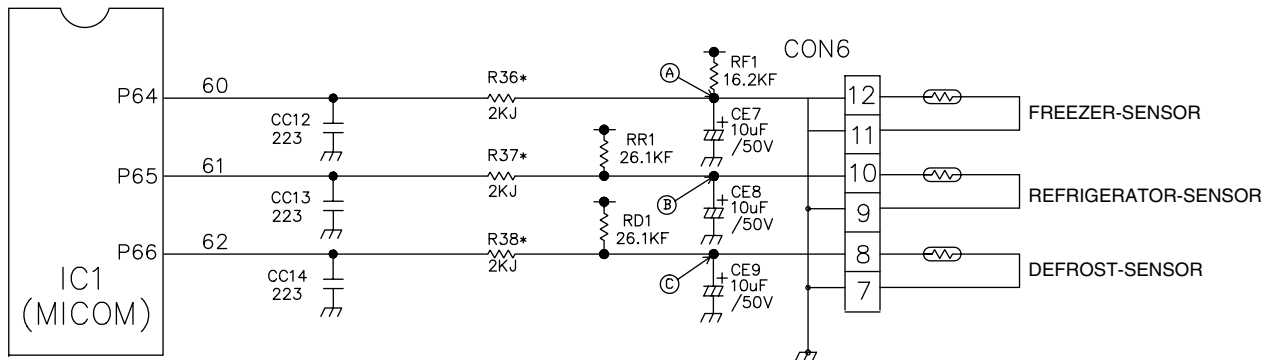 CON6
RF1
16.2KF
A
P64
60
R36*
2KJ
CC12
223
CE7
+
10uF
/50V
12
11
FREEZER-SENSOR
RR1
26.1KF
P65
61
R37*
2KJ
CC13
223
B
CE8
+
10uF
/50V
10
9
REFRIGERATOR-SENSOR
RD1
26.1KF
P66
62
R38*
2KJ
CC14
223
C
CE9
+
10uF
/50V
8
7
DEFROST-SENSOR
IC1
(MICOM)